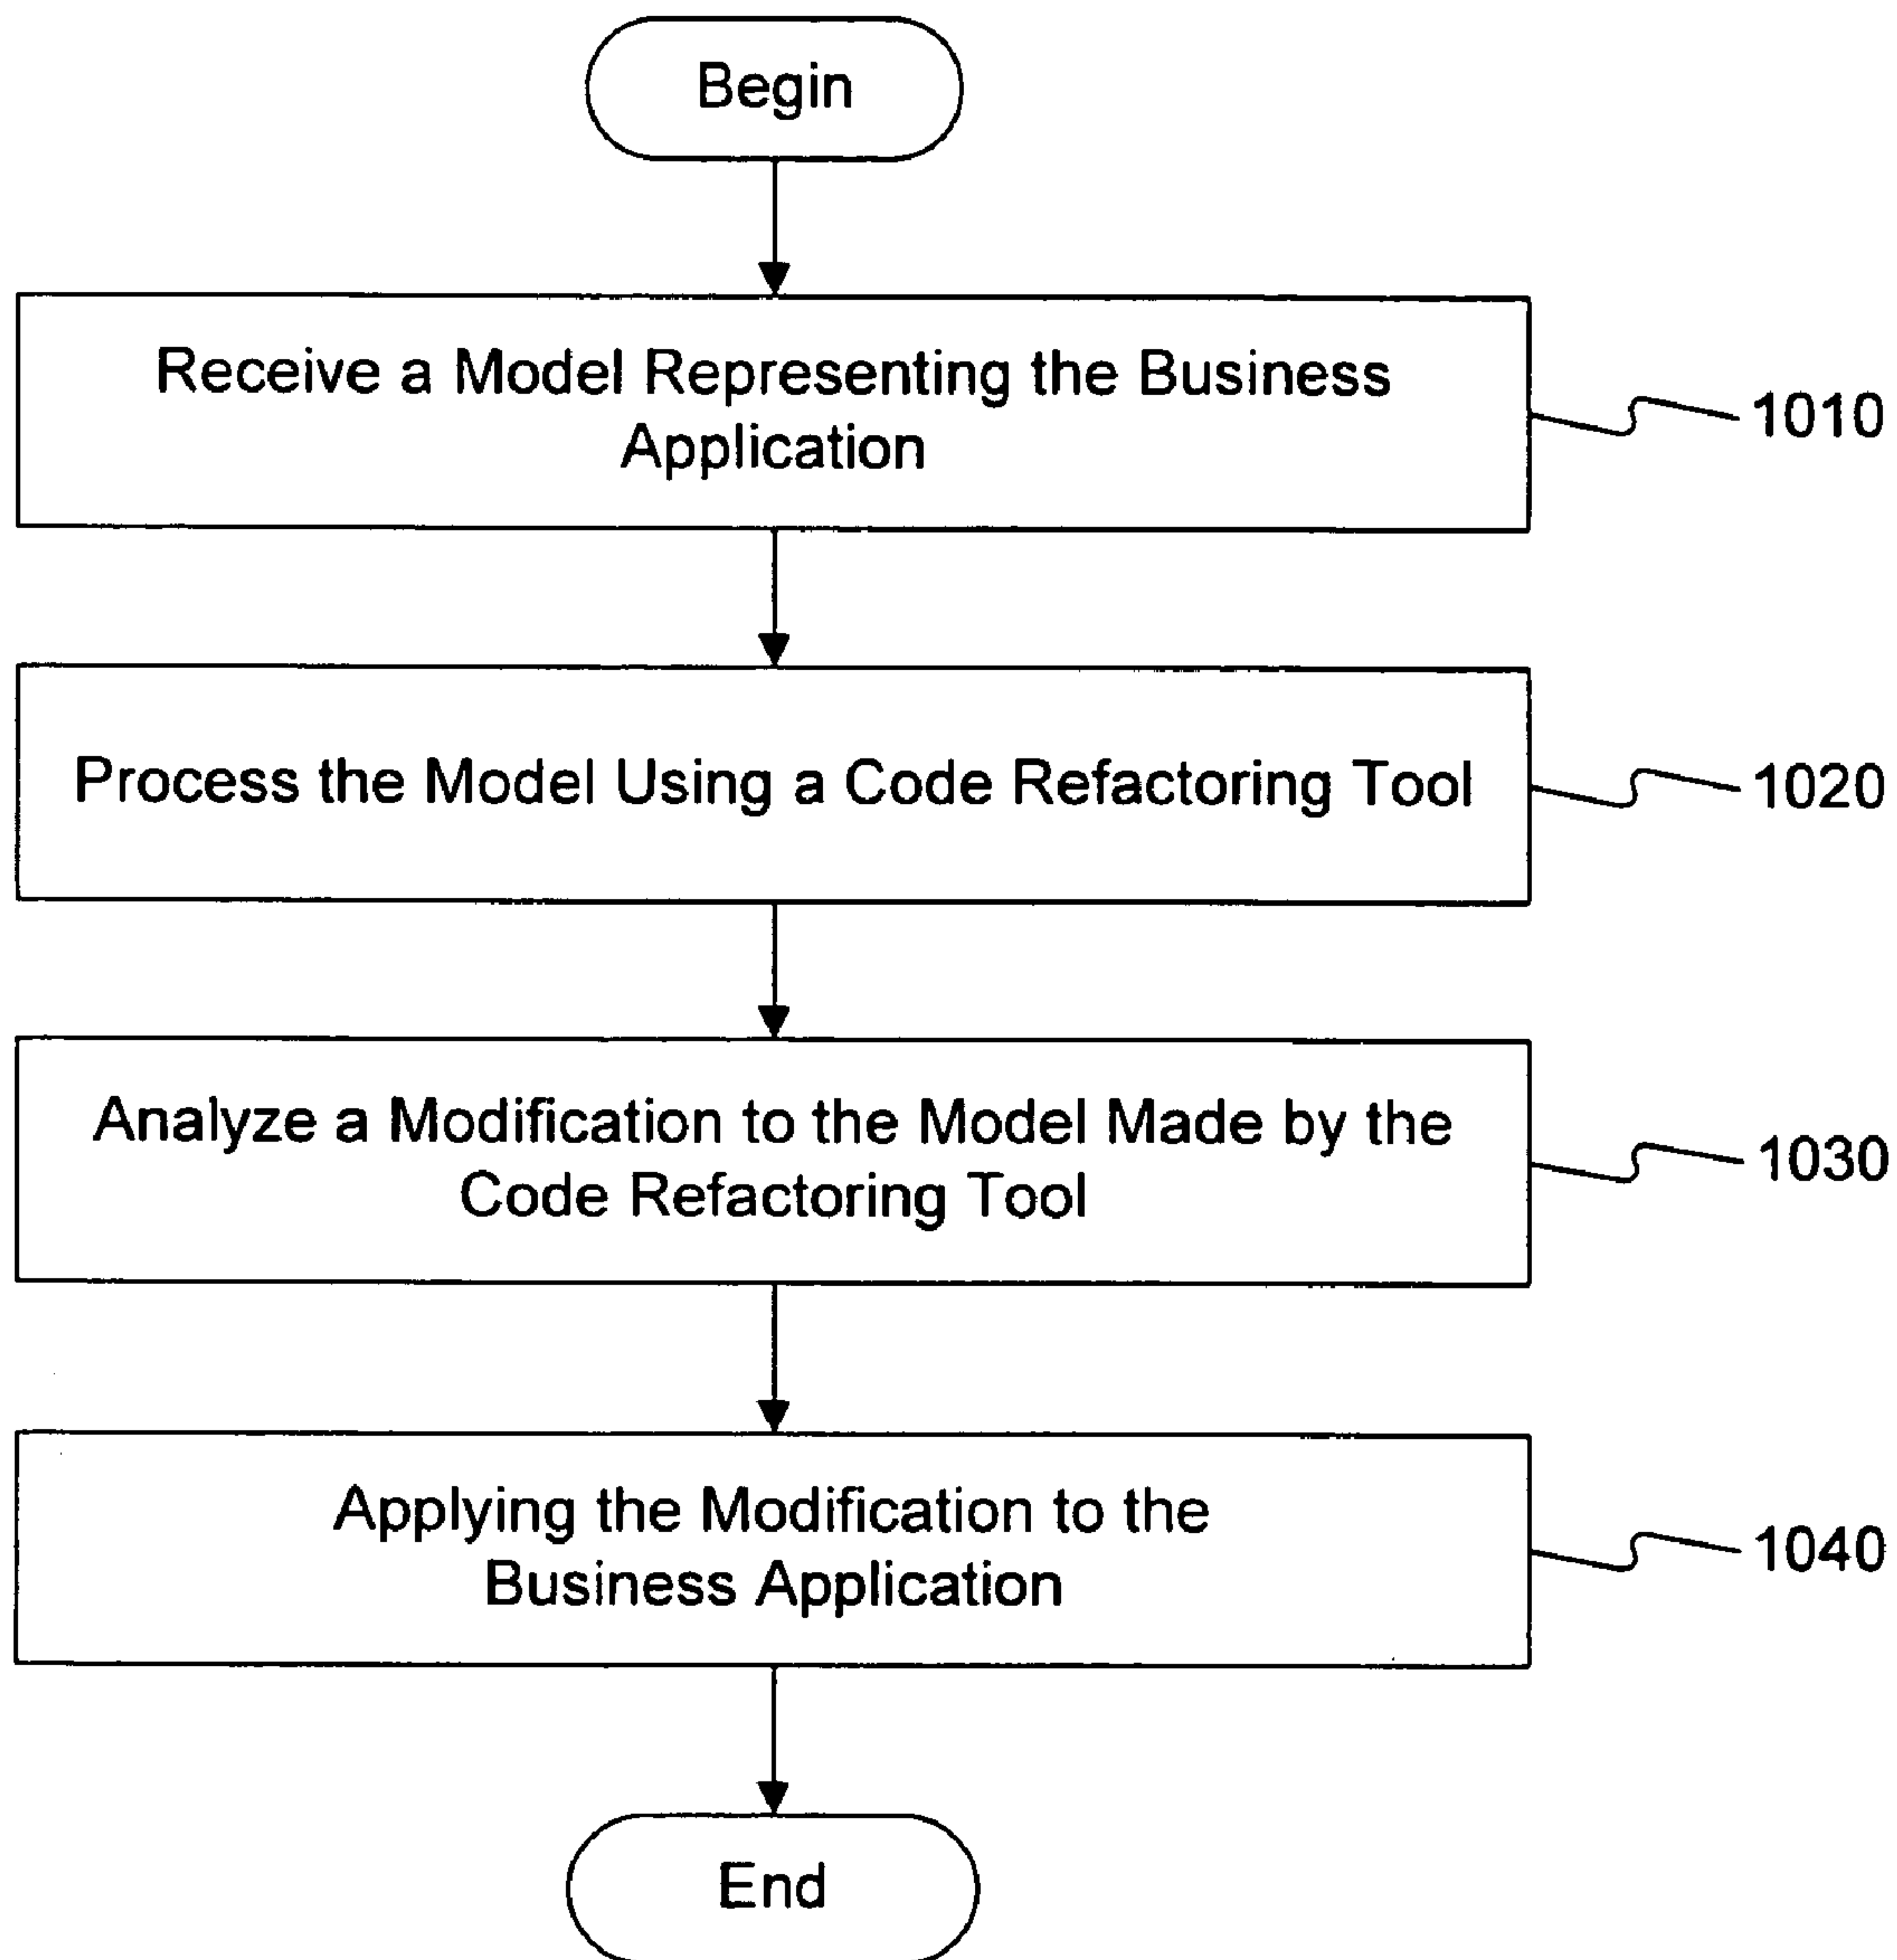 Begin
Receive a Model Representing the Business
Application
1010
Process the Model Using a Code Refactoring Tool
1020
Analyze a Modification to the Model Made by the
Code Refactoring Tool
1030
Applying the Modification to the
Business Application
1040
End